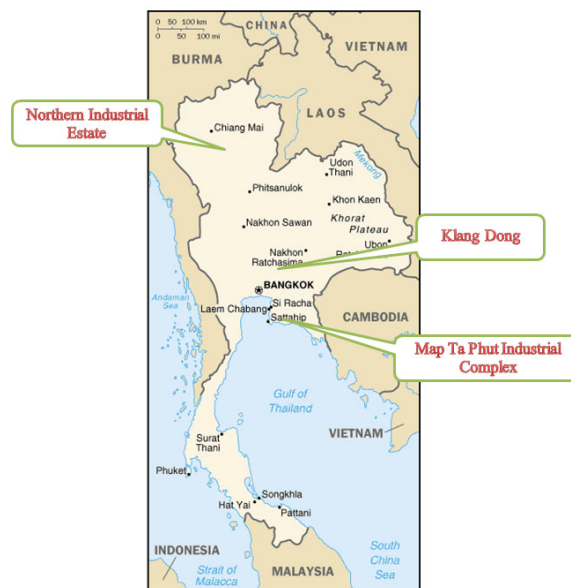 0 50 100 km
0 50 100 mi
CHINA
VIETNAM
BURMA
LAOS
Northern Industrial
Estate
Chiang Mai
Udon
Thani
Mekong
Phitsanulok
Khon Kaen
Khorat
Plateau
Nakhon Sawan
Ubon
Nakhon
Ratchasima
Klang Dong
BANGKOK
Andaman
Sea
Si Racha
Laem Chabang
Sattahip
CAMBODIA
Map Ta Phut Industrial
Complex
Gulf of
Thailand
VIETNAM
Surat
Thani
Phuket
Songkhla
Hat Yai
Pattani
INDONESIA
Strait of
Malacca
MALAYSIA
South
China
Sea